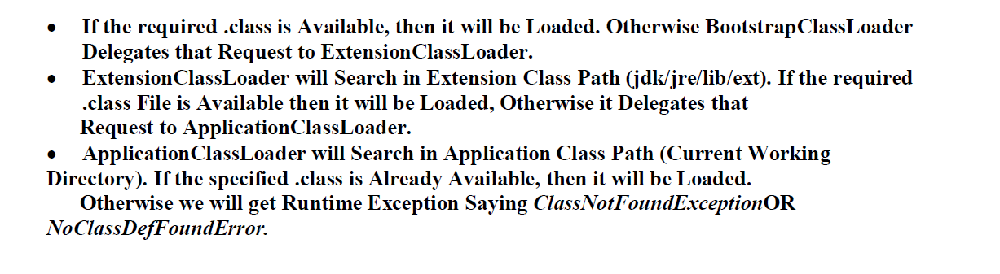 • If the required .class is Available, then it will be Loaded. Otherwise BootstrapClassLoader
Delegates that Request to ExtensionClassLoader.
• ExtensionClassLoader will Search in Extension Class Path (jdk/jre/lib/ext). If the required
.class File is Available then it will be Loaded, Otherwise it Delegates that
Request to ApplicationClassLoader.
• ApplicationClassLoader will Search in Application Class Path (Current Working
Directory). If the specified .class is Already Available, then it will be Loaded.
Otherwise we will get Runtime Exception Saying ClassNotFoundExceptionOR
NoClassDefFoundError.